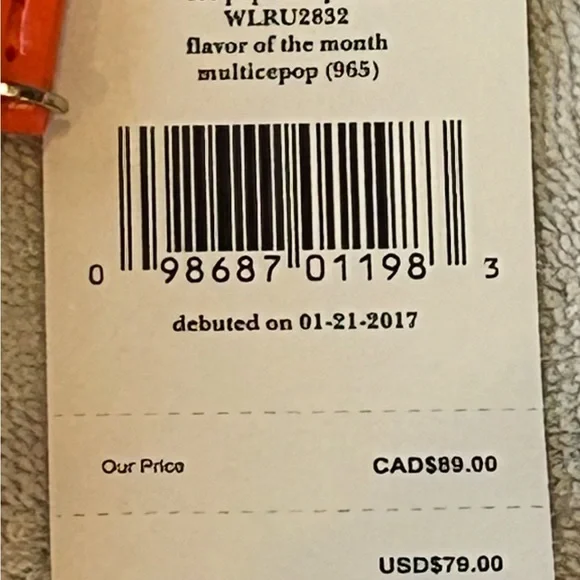 WLRU2832
flavor of the month
multicepop (965)
0 98687 01198 3
debuted on 01-21-2017
Our Price CAD$89.00
USD$79.00